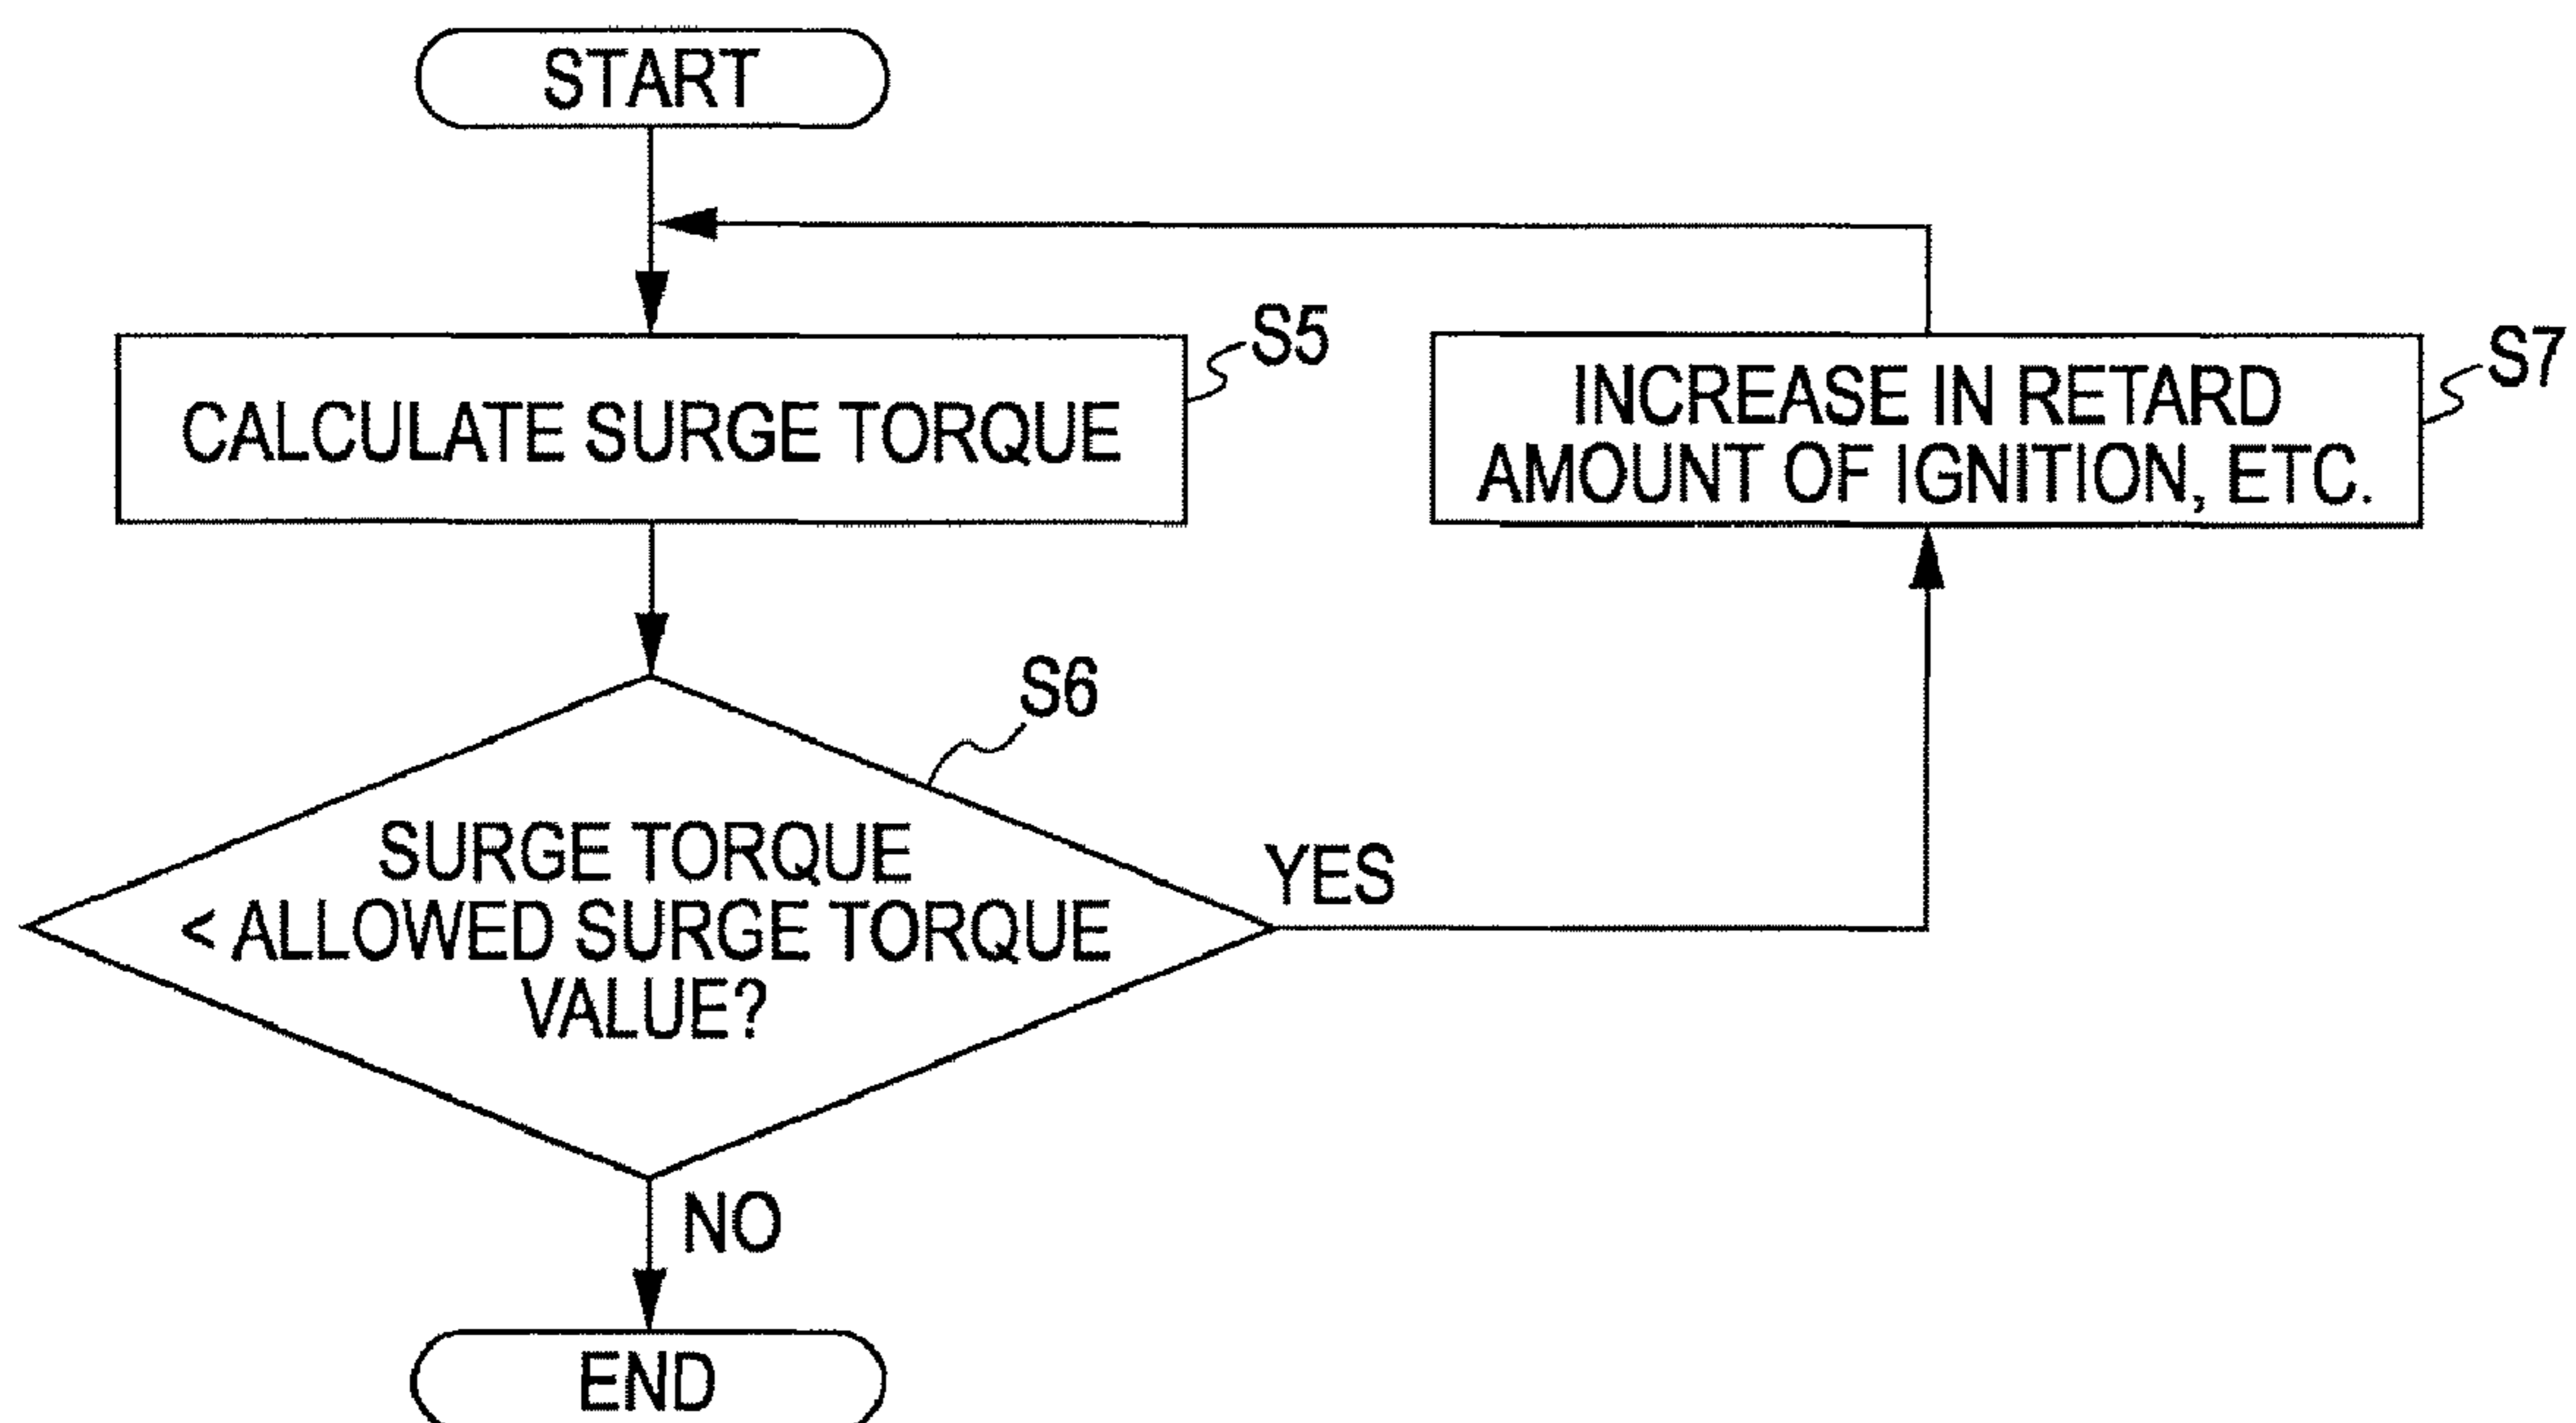 START
CALCULATE SURGE TORQUE
S5
INCREASE IN RETARD
AMOUNT OF IGNITION, ETC.
S7
S6
SURGE TORQUE
< ALLOWED SURGE TORQUE
VALUE?
YES
NO
END